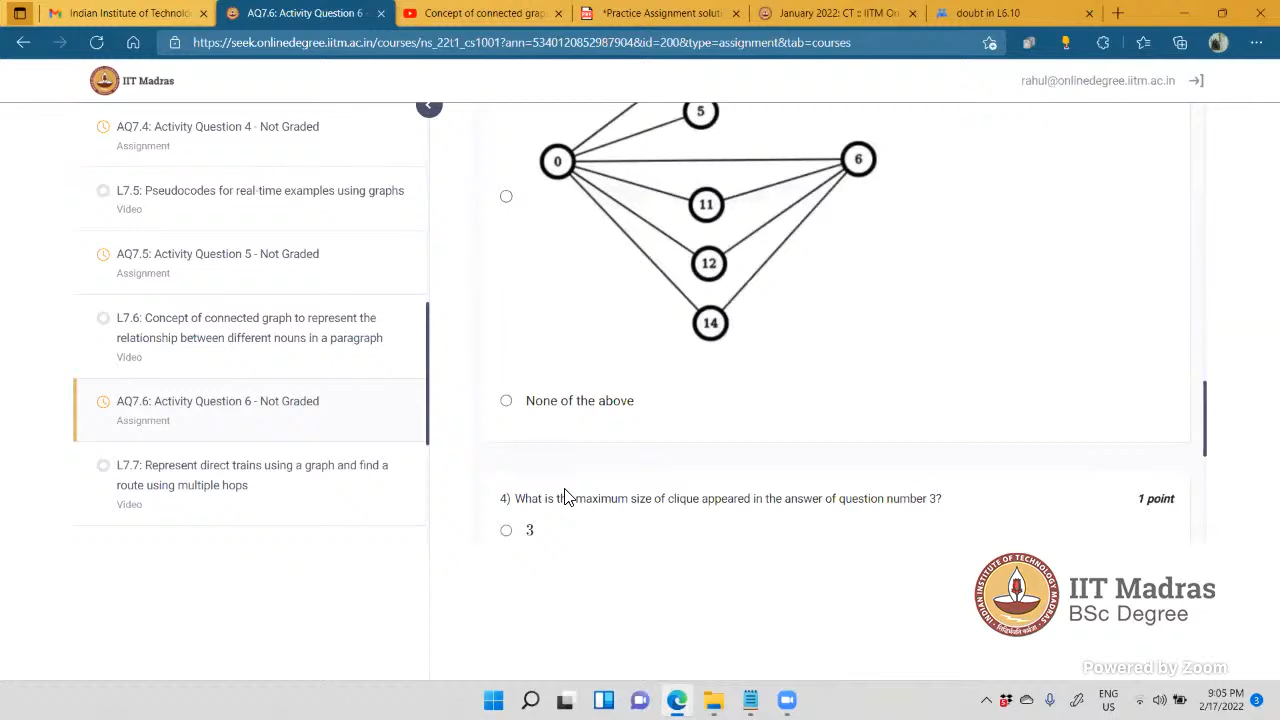 Indian Institute of Technolo
AQ7.6: Activity Question 6 -
Concept of connected grap
*Practice Assignment soluti
January 2022: CT :: IITM On
doubt in L6.10
https://seek.onlinedegree.iitm.ac.in/courses/ns_22t1_cs1001?ann=5340120852987904&id=200&type=assignment&tab=courses
IIT Madras
rahul@onlinedegree.iitm.ac.in
AQ7.4: Activity Question 4 - Not Graded
Assignment
L7.5: Pseudocodes for real-time examples using graphs
Video
AQ7.5: Activity Question 5 - Not Graded
Assignment
L7.6: Concept of connected graph to represent the
relationship between different nouns in a paragraph
Video
AQ7.6: Activity Question 6 - Not Graded
Assignment
L7.7: Represent direct trains using a graph and find a
route using multiple hops
Video
5
0
6
11
12
14
None of the above
4) What is the maximum size of clique appeared in the answer of question number 3?
1 point
3
IIT Madras
BSc Degree
Powered by Zoom
ENG
US
9:05 PM
2/17/2022
3